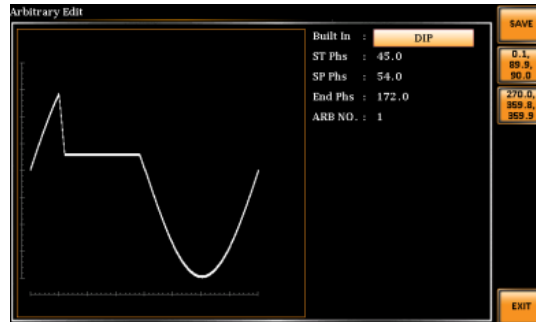 Arbitrary Edit
Built In : DIP
ST Phs : 45.0
SP Phs : 54.0
End Phs : 172.0
ARB NO. : 1
SAVE
0.1,
89.9,
90.0
270.0,
359.8,
359.9
EXIT